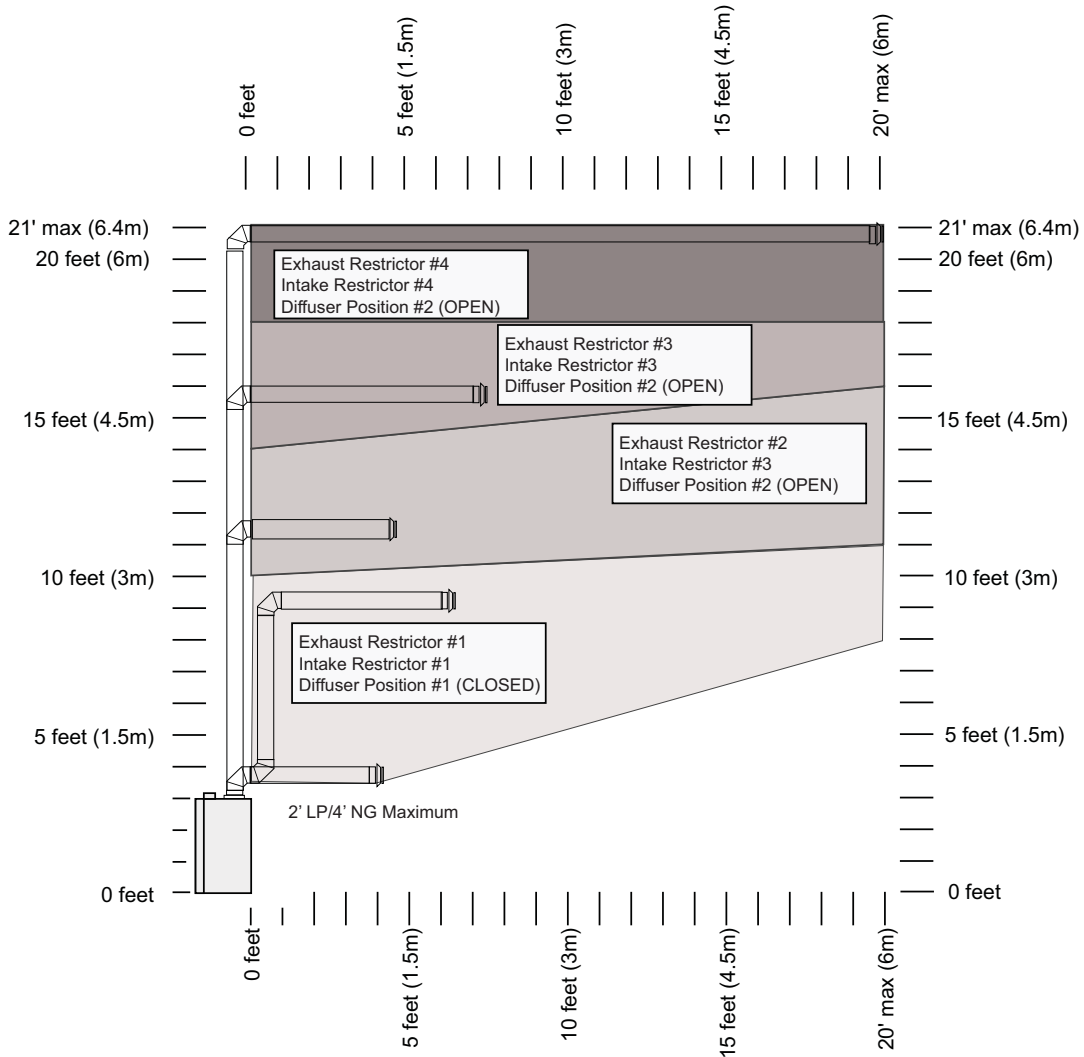 0 feet
5 feet (1.5m)
10 feet (3m)
15 feet (4.5m)
20' max (6m)
21' max (6.4m)
20 feet (6m)
15 feet (4.5m)
10 feet (3m)
5 feet (1.5m)
0 feet
Exhaust Restrictor #4
Intake Restrictor #4
Diffuser Position #2 (OPEN)
Exhaust Restrictor #3
Intake Restrictor #3
Diffuser Position #2 (OPEN)
Exhaust Restrictor #2
Intake Restrictor #3
Diffuser Position #2 (OPEN)
Exhaust Restrictor #1
Intake Restrictor #1
Diffuser Position #1 (CLOSED)
2’ LP/4’ NG Maximum
21' max (6.4m)
20 feet (6m)
15 feet (4.5m)
10 feet (3m)
5 feet (1.5m)
0 feet
0 feet
5 feet (1.5m)
10 feet (3m)
15 feet (4.5m)
20' max (6m)